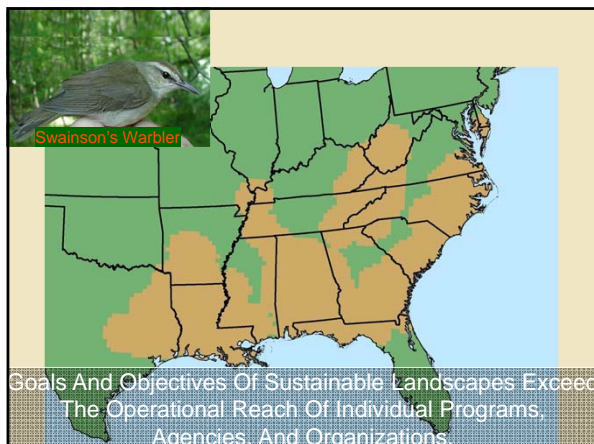 Swainson's Warbler
Goals And Objectives Of Sustainable Landscapes Exceed
The Operational Reach Of Individual Programs,
Agencies, And Organizations.